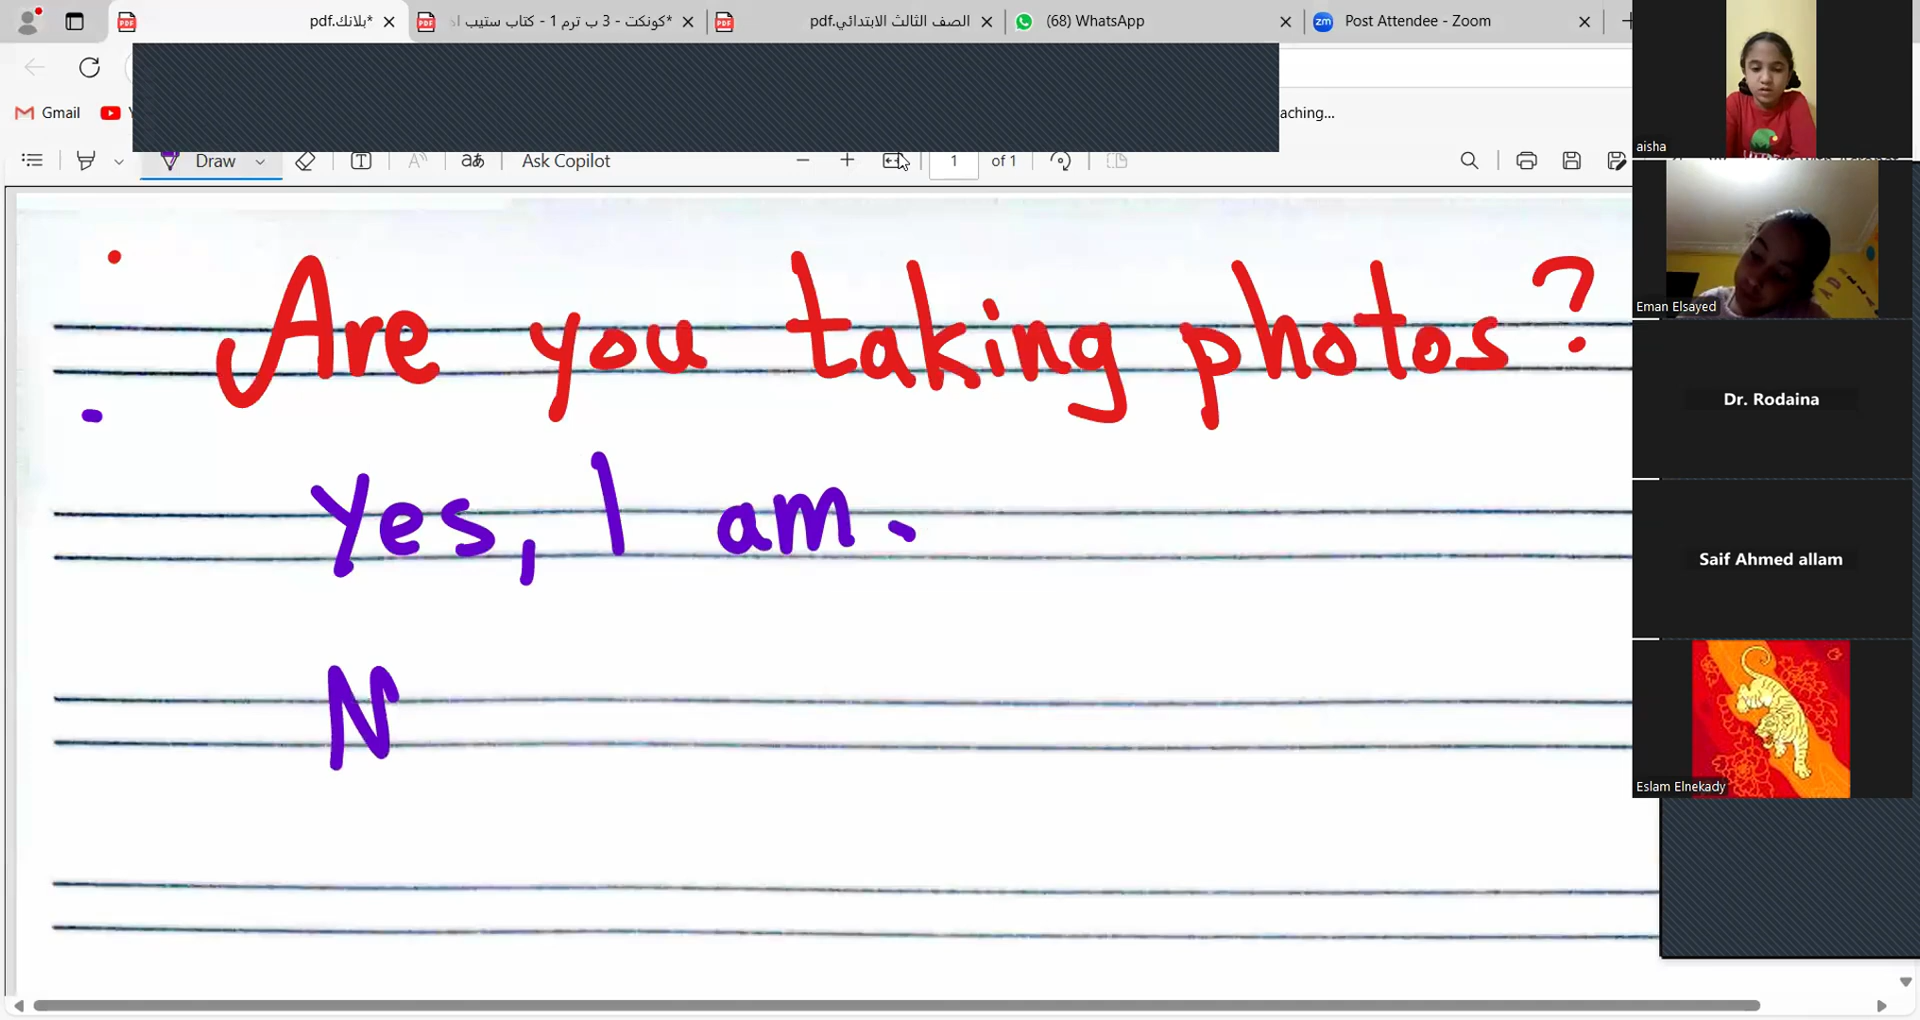 *بلانك.pdf
*كونكت - 3 ب ترم 1 - كتاب ستيب
الصف الثالث الابتدائي.pdf
(68) WhatsApp
Post Attendee - Zoom
Gmail
aching...
Draw
Ask Copilot
1 of 1
Are you taking photos?
Yes, I am.
N
aisha
Eman Elsayed
Dr. Rodaina
Saif Ahmed allam
Eslam Elnekady